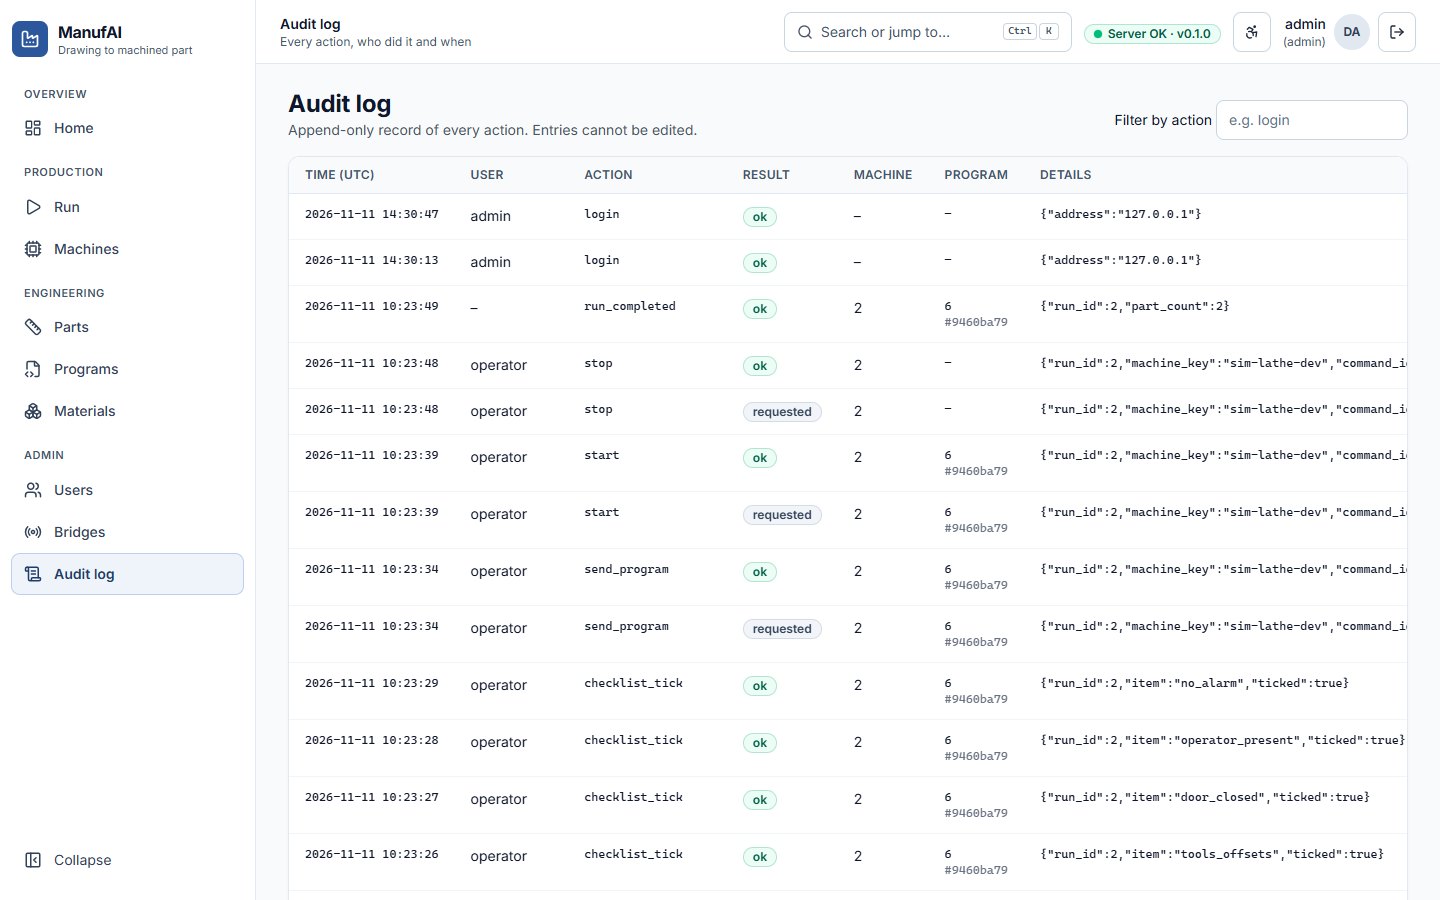 ManufAI
Drawing to machined part
OVERVIEW
Home
PRODUCTION
Run
Machines
ENGINEERING
Parts
Programs
Materials
ADMIN
Users
Bridges
Audit log
Collapse
Audit log
Every action, who did it and when
Search or jump to... Ctrl K
Server OK · v0.1.0
admin
(admin)
DA
Audit log
Append-only record of every action. Entries cannot be edited.
Filter by action e.g. login
TIME (UTC) USER ACTION RESULT MACHINE PROGRAM DETAILS
2026-11-11 14:30:47 admin login ok – – {"address":"127.0.0.1"}
2026-11-11 14:30:13 admin login ok – – {"address":"127.0.0.1"}
2026-11-11 10:23:49 – run_completed ok 2 6 {"run_id":2,"part_count":2}
#9460ba79
2026-11-11 10:23:48 operator stop ok 2 – {"run_id":2,"machine_key":"sim-lathe-dev","command_i
2026-11-11 10:23:48 operator stop requested 2 – {"run_id":2,"machine_key":"sim-lathe-dev","command_i
2026-11-11 10:23:39 operator start ok 2 6 {"run_id":2,"machine_key":"sim-lathe-dev","command_i
#9460ba79
2026-11-11 10:23:39 operator start requested 2 6 {"run_id":2,"machine_key":"sim-lathe-dev","command_i
#9460ba79
2026-11-11 10:23:34 operator send_program ok 2 6 {"run_id":2,"machine_key":"sim-lathe-dev","command_i
#9460ba79
2026-11-11 10:23:34 operator send_program requested 2 6 {"run_id":2,"machine_key":"sim-lathe-dev","command_i
#9460ba79
2026-11-11 10:23:29 operator checklist_tick ok 2 6 {"run_id":2,"item":"no_alarm","ticked":true}
#9460ba79
2026-11-11 10:23:28 operator checklist_tick ok 2 6 {"run_id":2,"item":"operator_present","ticked":true}
#9460ba79
2026-11-11 10:23:27 operator checklist_tick ok 2 6 {"run_id":2,"item":"door_closed","ticked":true}
#9460ba79
2026-11-11 10:23:26 operator checklist_tick ok 2 6 {"run_id":2,"item":"tools_offsets","ticked":true}
#9460ba79